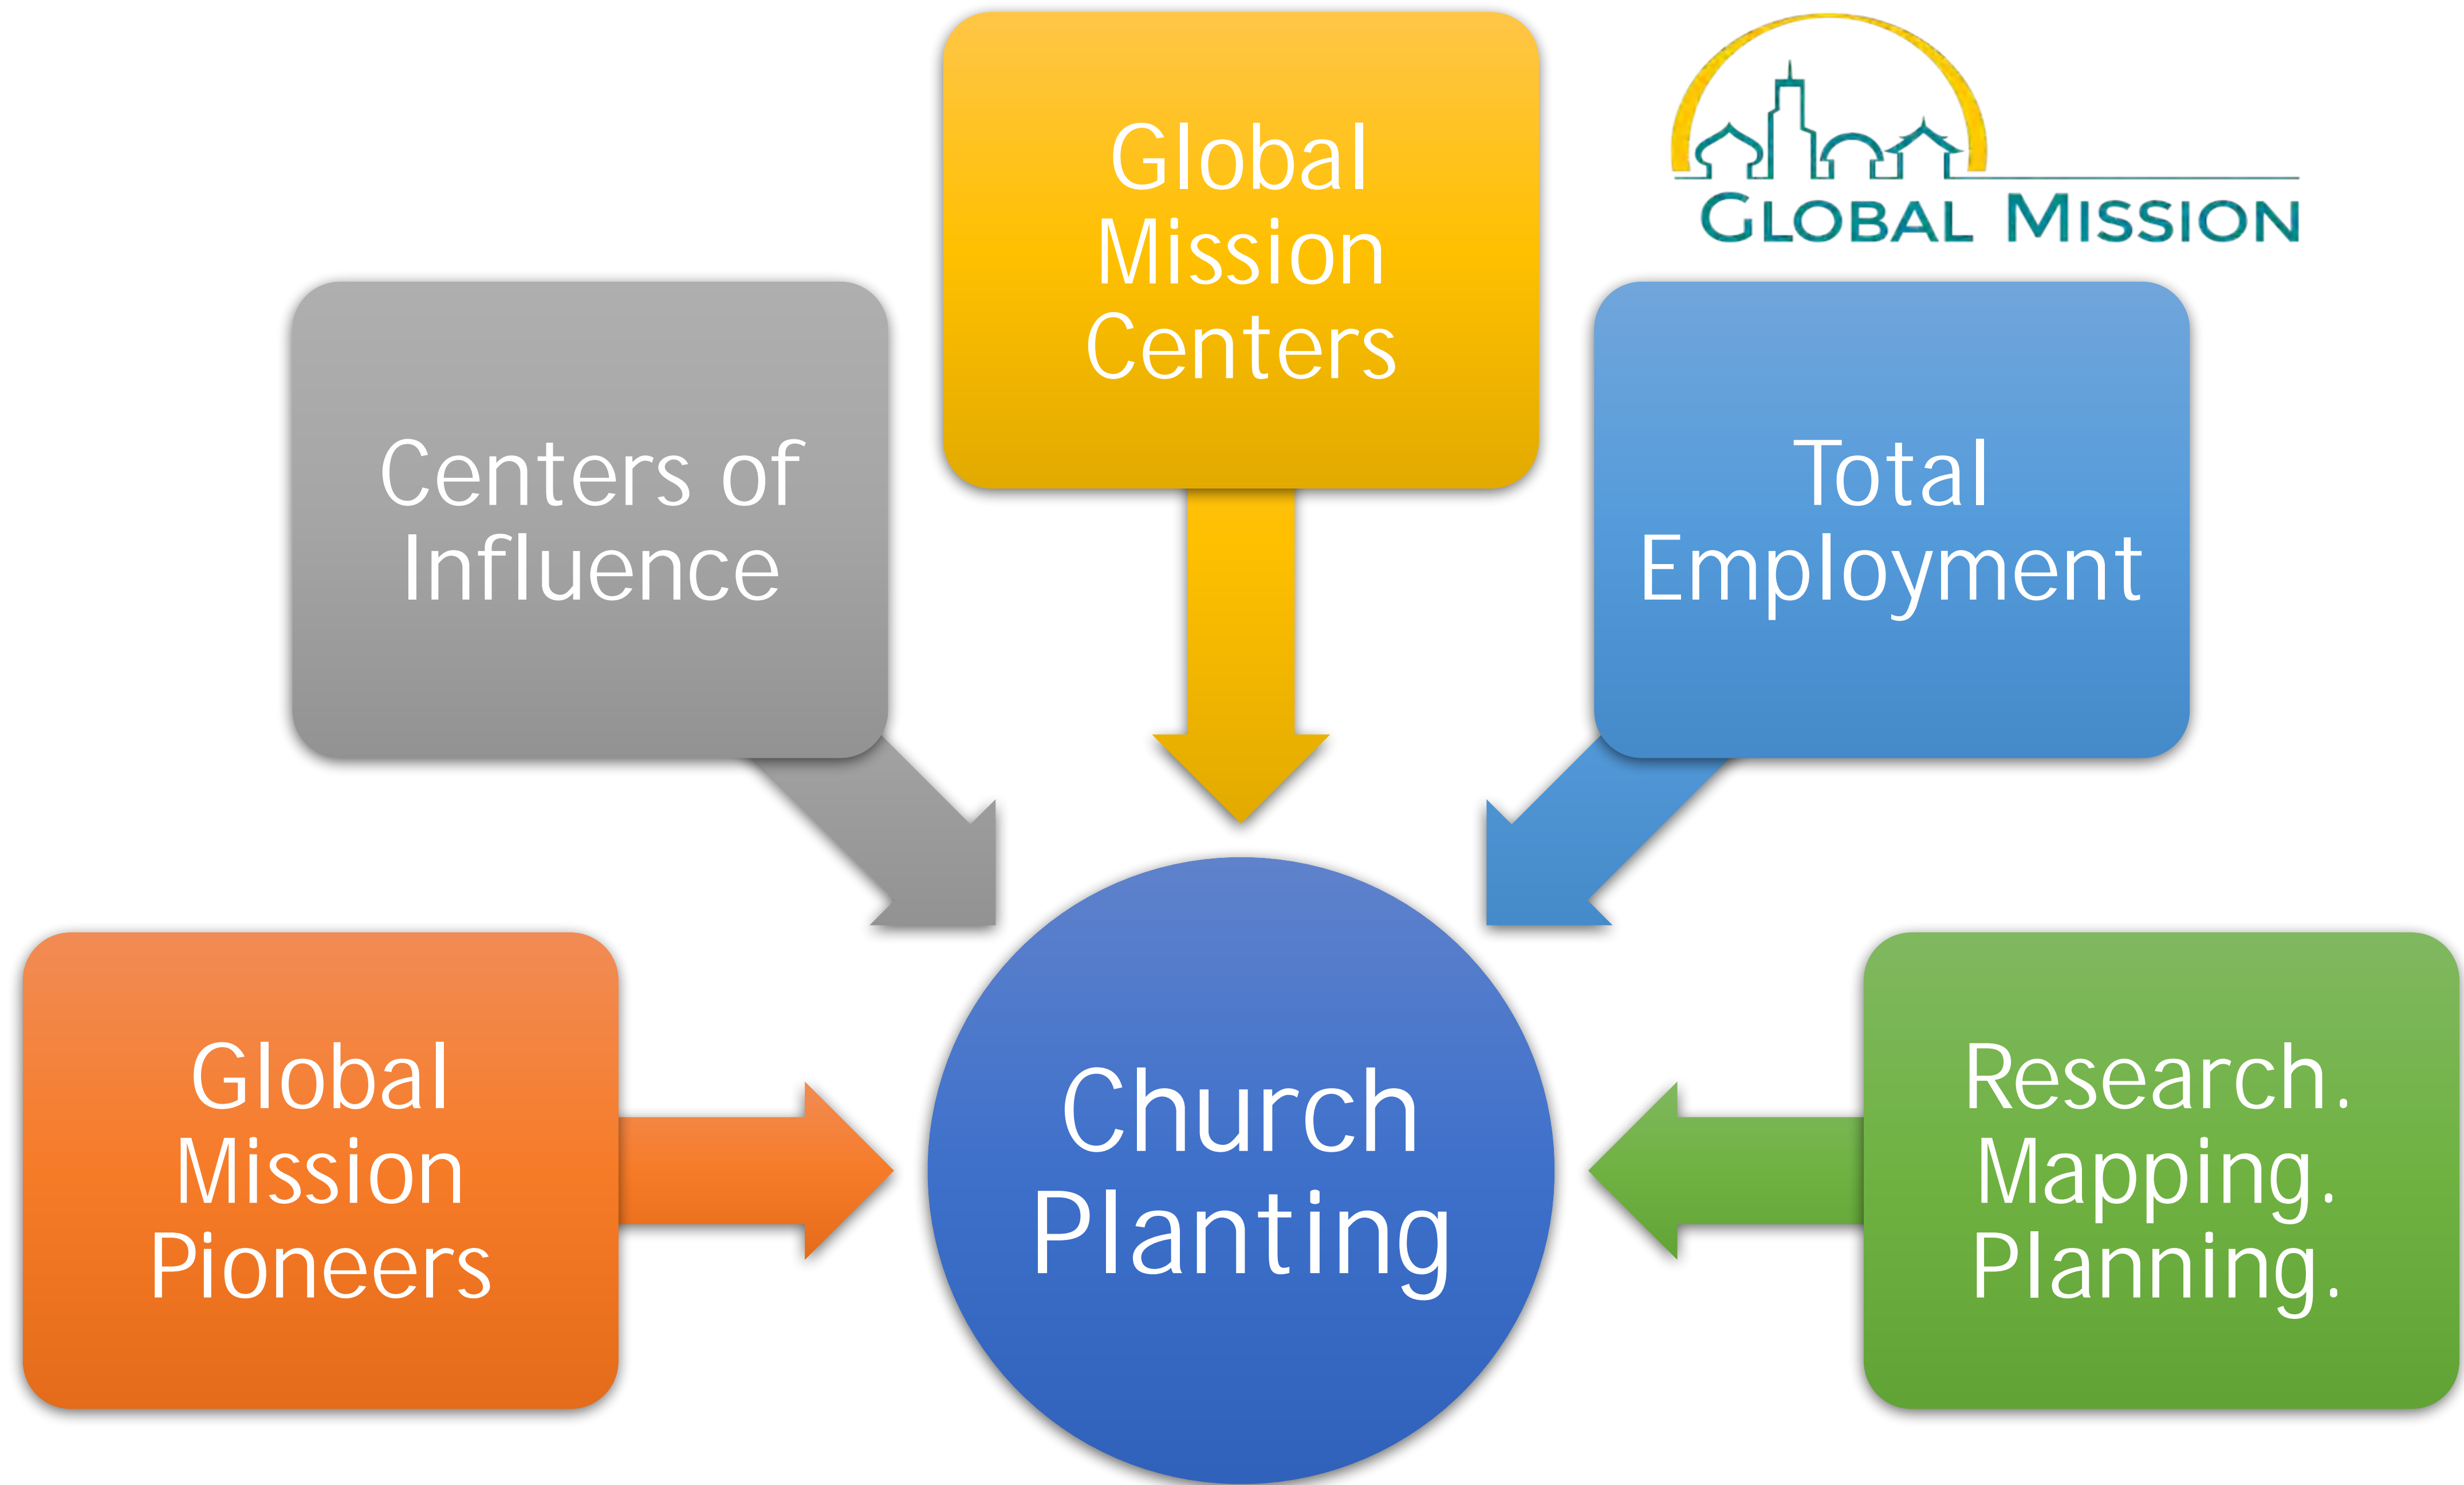 Global
Mission
Centers
GLOBAL MISSION
Centers of
Influence
Total
Employment
Global
Mission
Pioneers
Church
Planting
Research.
Mapping.
Planning.